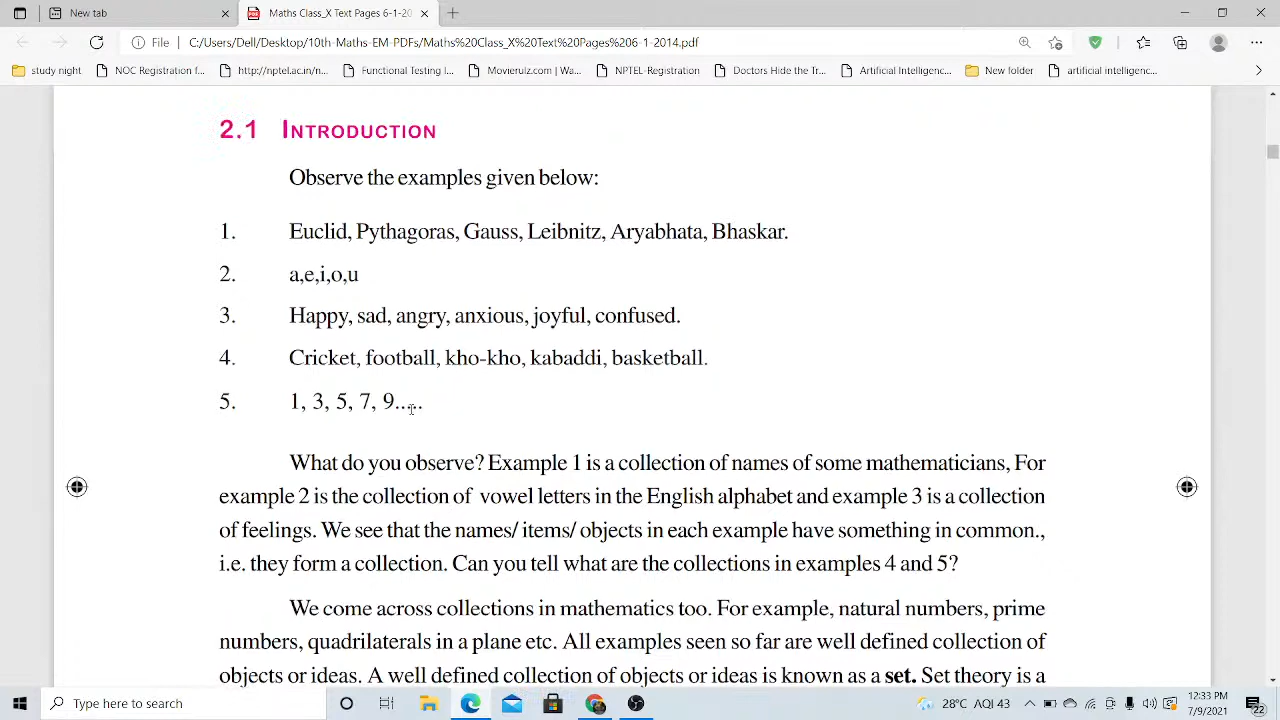 New tab
Maths Class_X Text Pages 6-1-20
File
C:/Users/Dell/Desktop/10th-Maths-EM-PDFs/Maths%20Class_X%20Text%20Pages%206-1-2014.pdf
study night
NOC Registration f...
http://nptel.ac.in/n...
Functional Testing I...
Movierulz.com | Wa...
NPTEL-Registration
Doctors Hide the Tr...
Artificial Intelligenc...
New folder
artificial intelligenc...
2.1 INTRODUCTION
Observe the examples given below:
1. Euclid, Pythagoras, Gauss, Leibnitz, Aryabhata, Bhaskar.
2. a,e,i,o,u
3. Happy, sad, angry, anxious, joyful, confused.
4. Cricket, football, kho-kho, kabaddi, basketball.
5. 1, 3, 5, 7, 9.....
What do you observe? Example 1 is a collection of names of some mathematicians, For
example 2 is the collection of vowel letters in the English alphabet and example 3 is a collection
of feelings. We see that the names/ items/ objects in each example have something in common.,
i.e. they form a collection. Can you tell what are the collections in examples 4 and 5?
We come across collections in mathematics too. For example, natural numbers, prime
numbers, quadrilaterals in a plane etc. All examples seen so far are well defined collection of
objects or ideas. A well defined collection of objects or ideas is known as a set. Set theory is a
Type here to search
28°C AQI 43
12:33 PM
7/9/2021
22